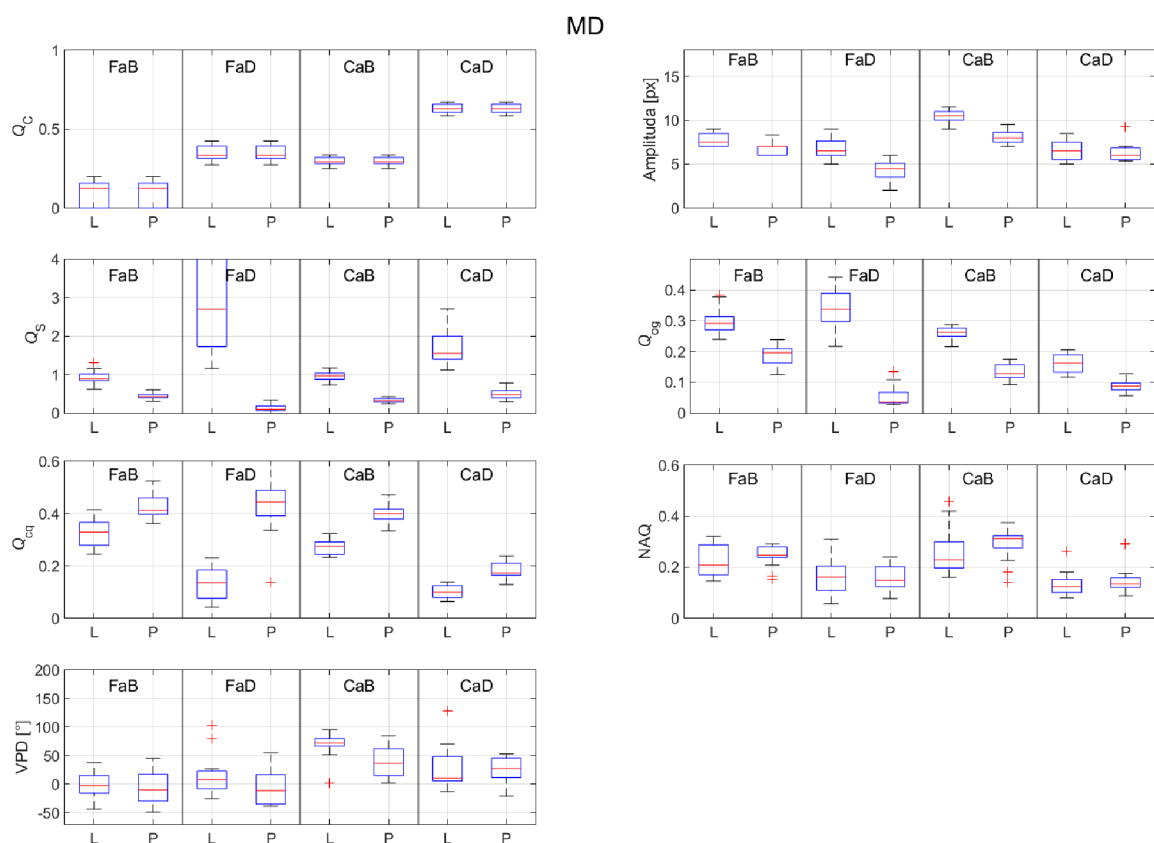 MD
1
0.5
0
Q_C
FaB FaD CaB CaD
L P L P L P L P
15
10
5
0
Amplituda [px]
FaB FaD CaB CaD
L P L P L P L P
4
3
2
1
0
Q_S
FaB FaD CaB CaD
L P L P L P L P
0.4
0.3
0.2
0.1
0
Q_og
FaB FaD CaB CaD
L P L P L P L P
0.6
0.4
0.2
0
Q_cq
FaB FaD CaB CaD
L P L P L P L P
0.6
0.4
0.2
0
NAQ
FaB FaD CaB CaD
L P L P L P L P
200
150
100
50
0
-50
VPD [°]
FaB FaD CaB CaD
L P L P L P L P